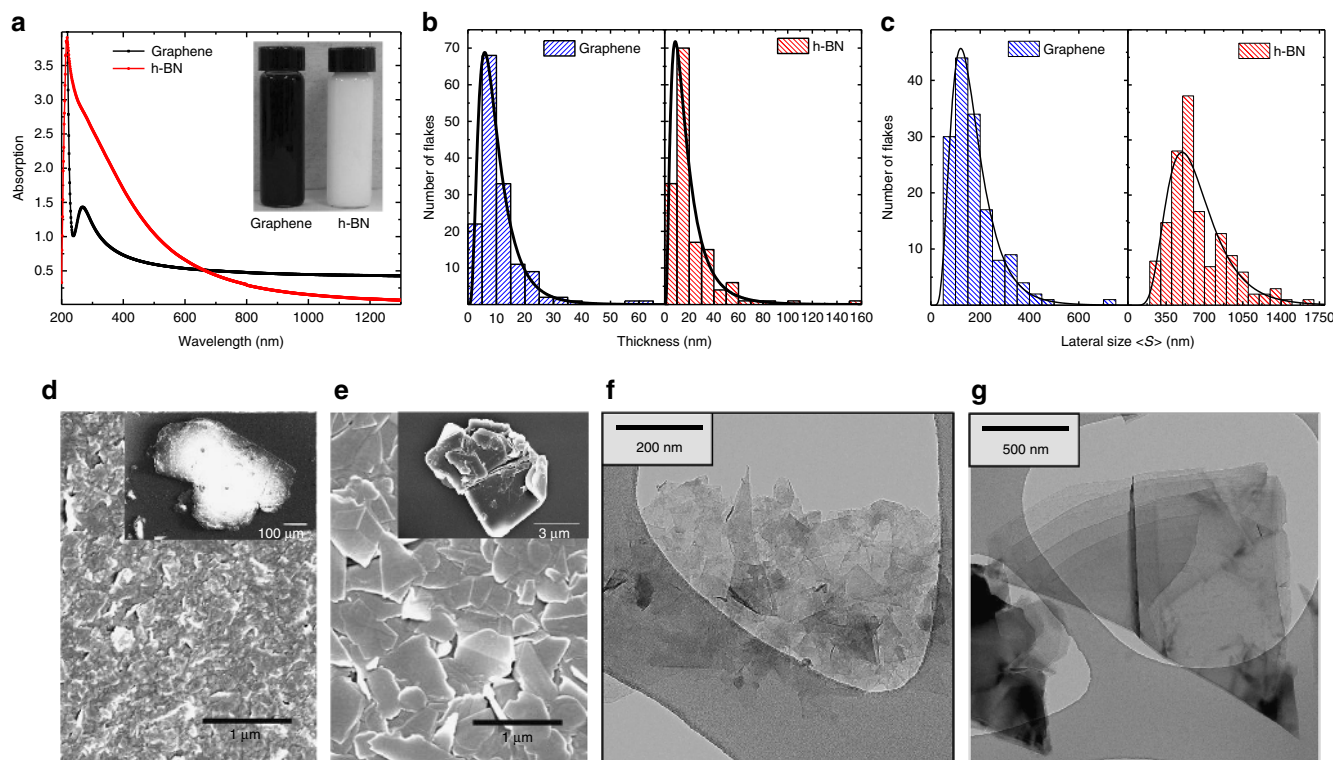 a
Graphene
h-BN
3.5
3.0
2.5
2.0
1.5
1.0
0.5
Absorption
200 400 600 800 1000 1200
Wavelength (nm)
Graphene h-BN
b
Graphene
h-BN
70
60
50
40
30
20
10
Number of flakes
0 10 20 30 40 50 60 0 20 40 60 80 100 140 160
Thickness (nm)
c
Graphene
h-BN
40
30
20
10
Number of flakes
0 200 400 600 350 700 1050 1400 1750
Lateral size <S> (nm)
d
100 μm
1 μm
e
3 μm
1 μm
f
200 nm
g
500 nm